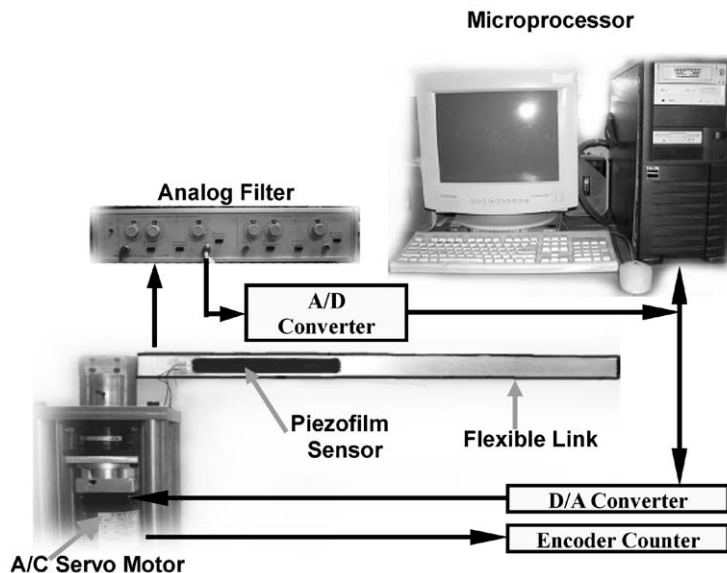 Microprocessor
Analog Filter
A/D
Converter
Piezofilm
Sensor
Flexible Link
D/A Converter
Encoder Counter
A/C Servo Motor